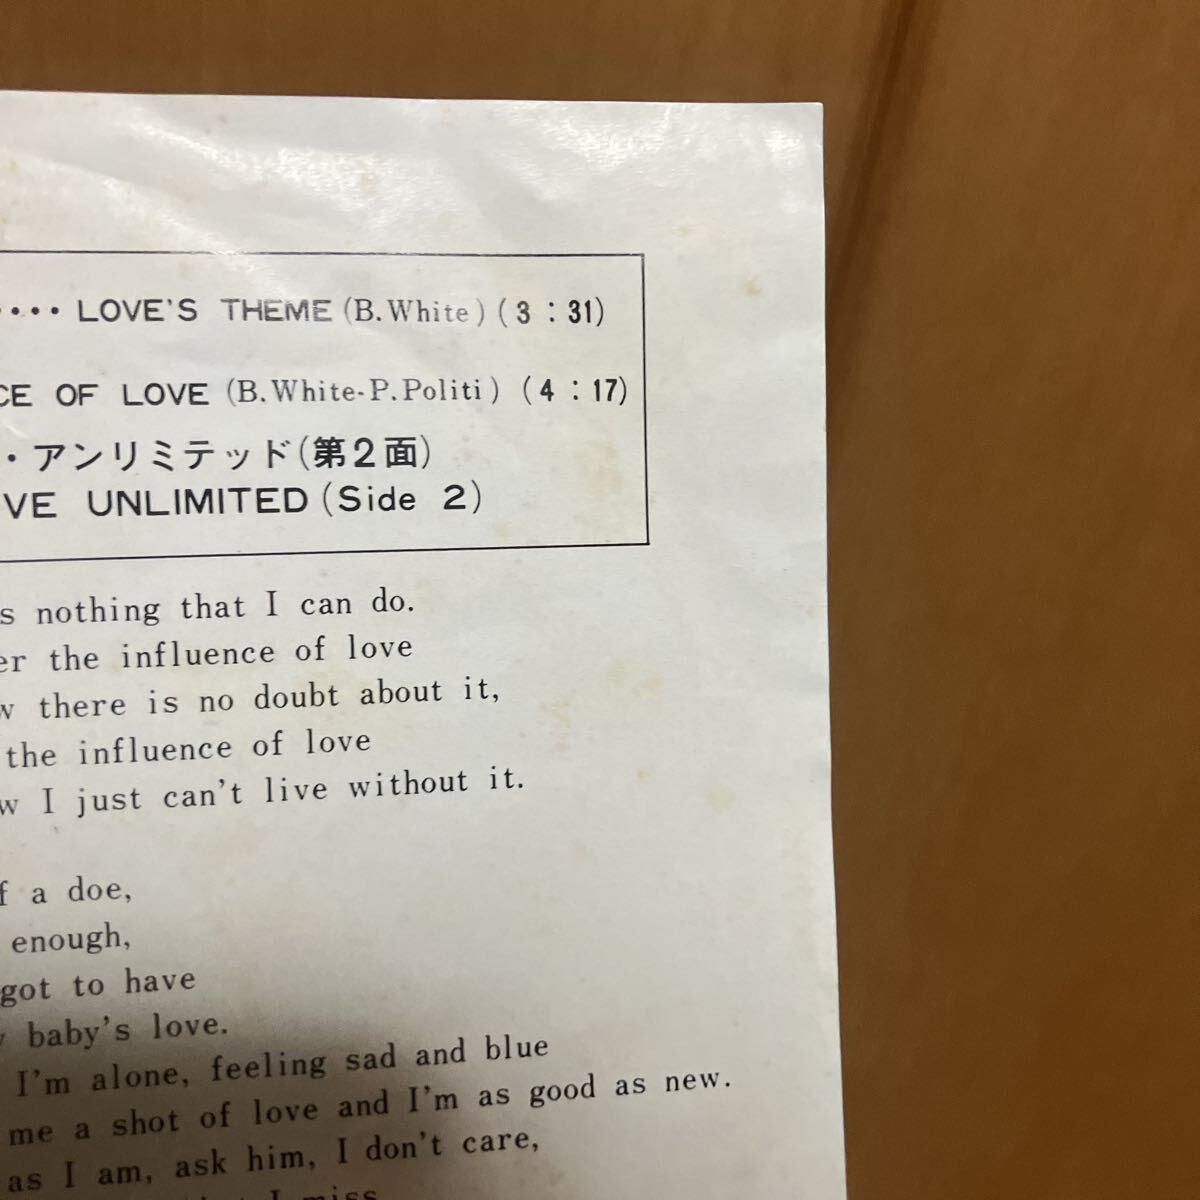 ···· LOVE'S THEME (B. White) (3:31)
CE OF LOVE (B. White-P. Politi) (4:17)
・アンリミテッド(第2面)
VE UNLIMITED (Side 2)
s nothing that I can do.
er the influence of love
w there is no doubt about it,
the influence of love
w I just can't live without it.
f a doe,
enough,
got to have
y baby's love.
I'm alone, feeling sad and blue
me a shot of love and I'm as good as new.
as I am, ask him, I don't care,
I miss